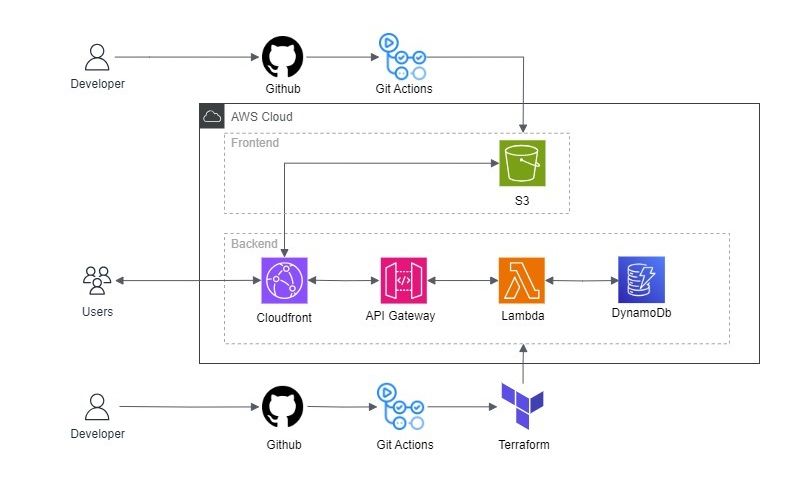 Developer
Github
Git Actions
AWS Cloud
Frontend
S3
Backend
Users
Cloudfront
API Gateway
Lambda
DynamoDb
Developer
Github
Git Actions
Terraform